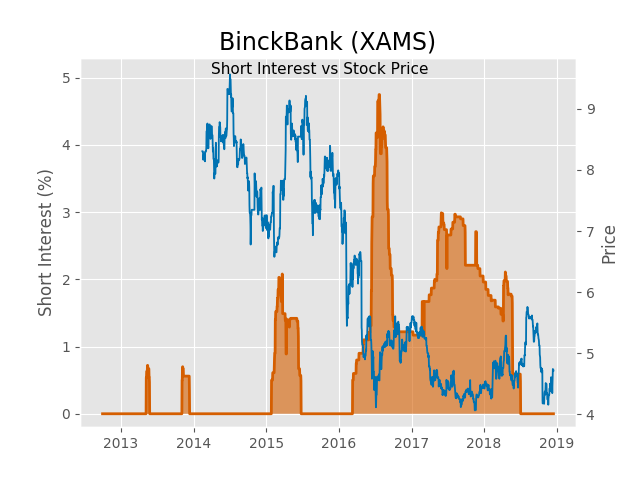 BinckBank (XAMS)
Short Interest vs Stock Price
Short Interest (%)
5
4
3
2
1
0
9
8
7
6
5
4
Price
2013 2014 2015 2016 2017 2018 2019